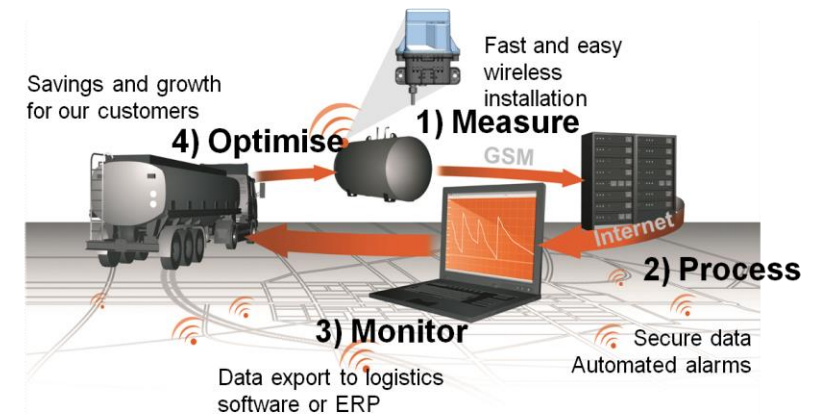 Fast and easy
wireless
installation
Savings and growth
for our customers
1) Measure
4) Optimise
GSM
Internet
2) Process
3) Monitor
Secure data
Automated alarms
Data export to logistics
software or ERP